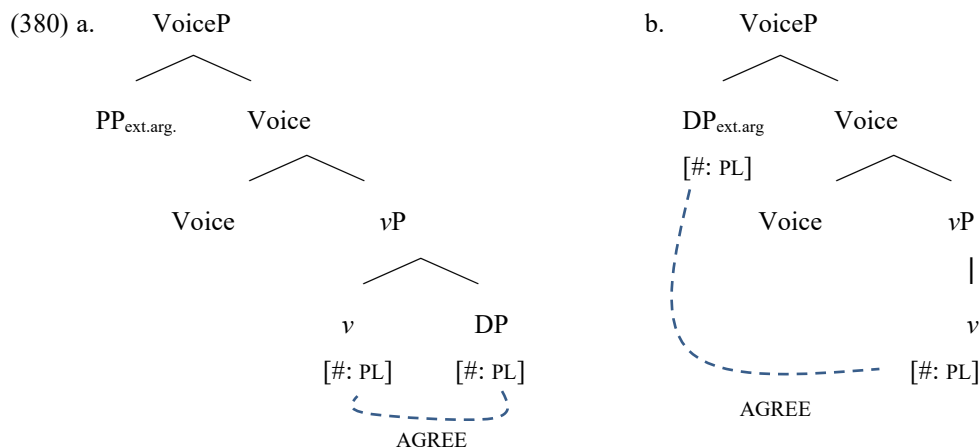 (380) a. VoiceP b. VoiceP
PPext.arg. Voice DPext.arg Voice
[#: PL]
Voice vP Voice vP
v DP v
[#: PL] [#: PL] [#: PL]
AGREE
AGREE